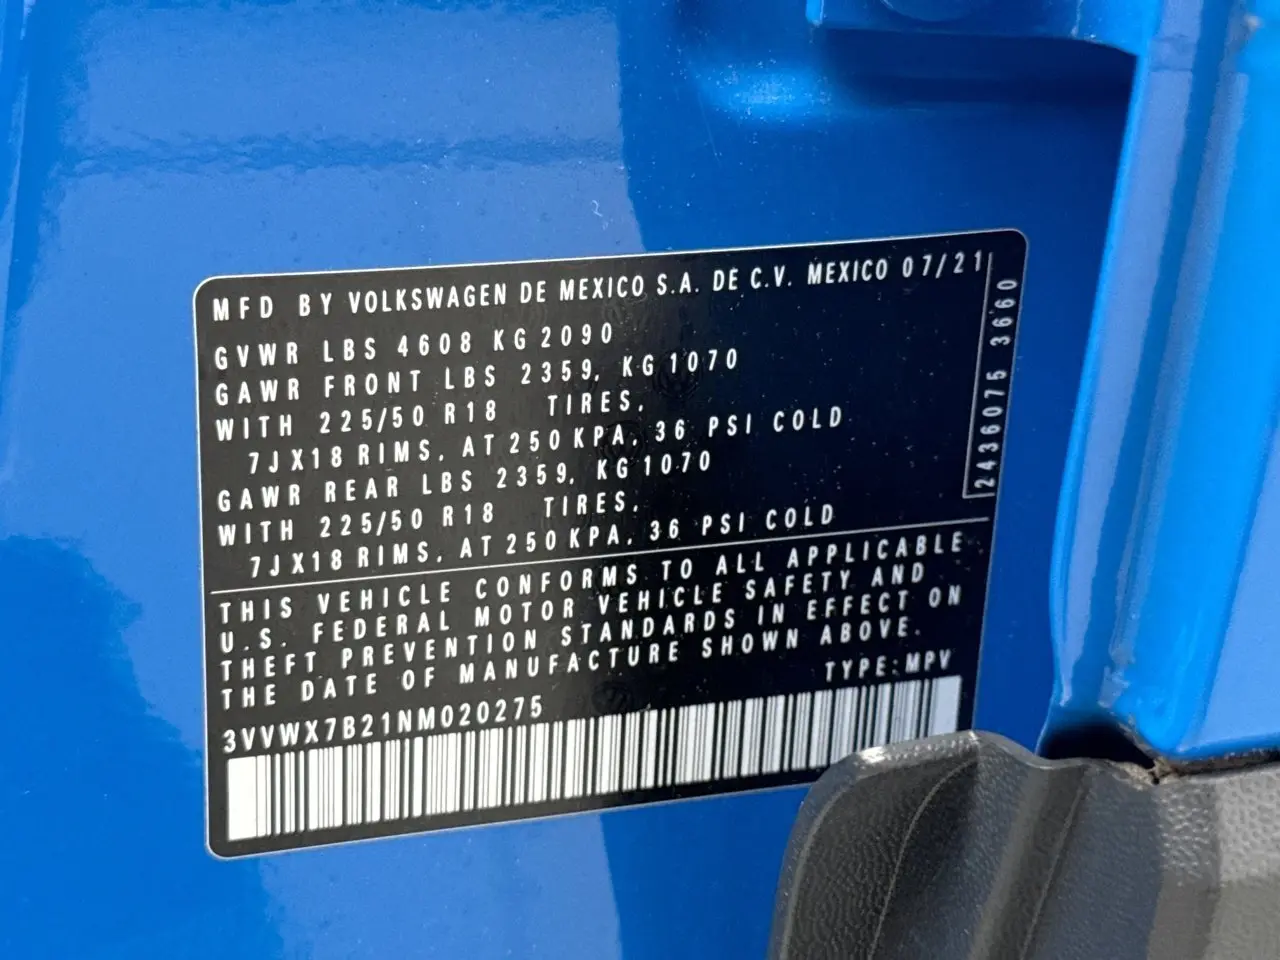 MFD BY VOLKSWAGEN DE MEXICO S.A. DE C.V. MEXICO 07/21
GVWR LBS 4608 KG 2090
GAWR FRONT LBS 2359, KG 1070
WITH 225/50 R18 TIRES,
7JX18 RIMS, AT 250 KPA, 36 PSI COLD
GAWR REAR LBS 2359, KG 1070
WITH 225/50 R18 TIRES,
7JX18 RIMS, AT 250 KPA, 36 PSI COLD
2436075 3660
THIS VEHICLE CONFORMS TO ALL APPLICABLE
U.S. FEDERAL MOTOR VEHICLE SAFETY AND
THEFT PREVENTION STANDARDS IN EFFECT ON
THE DATE OF MANUFACTURE SHOWN ABOVE.
TYPE: MPV
3VVWX7B21NM020275